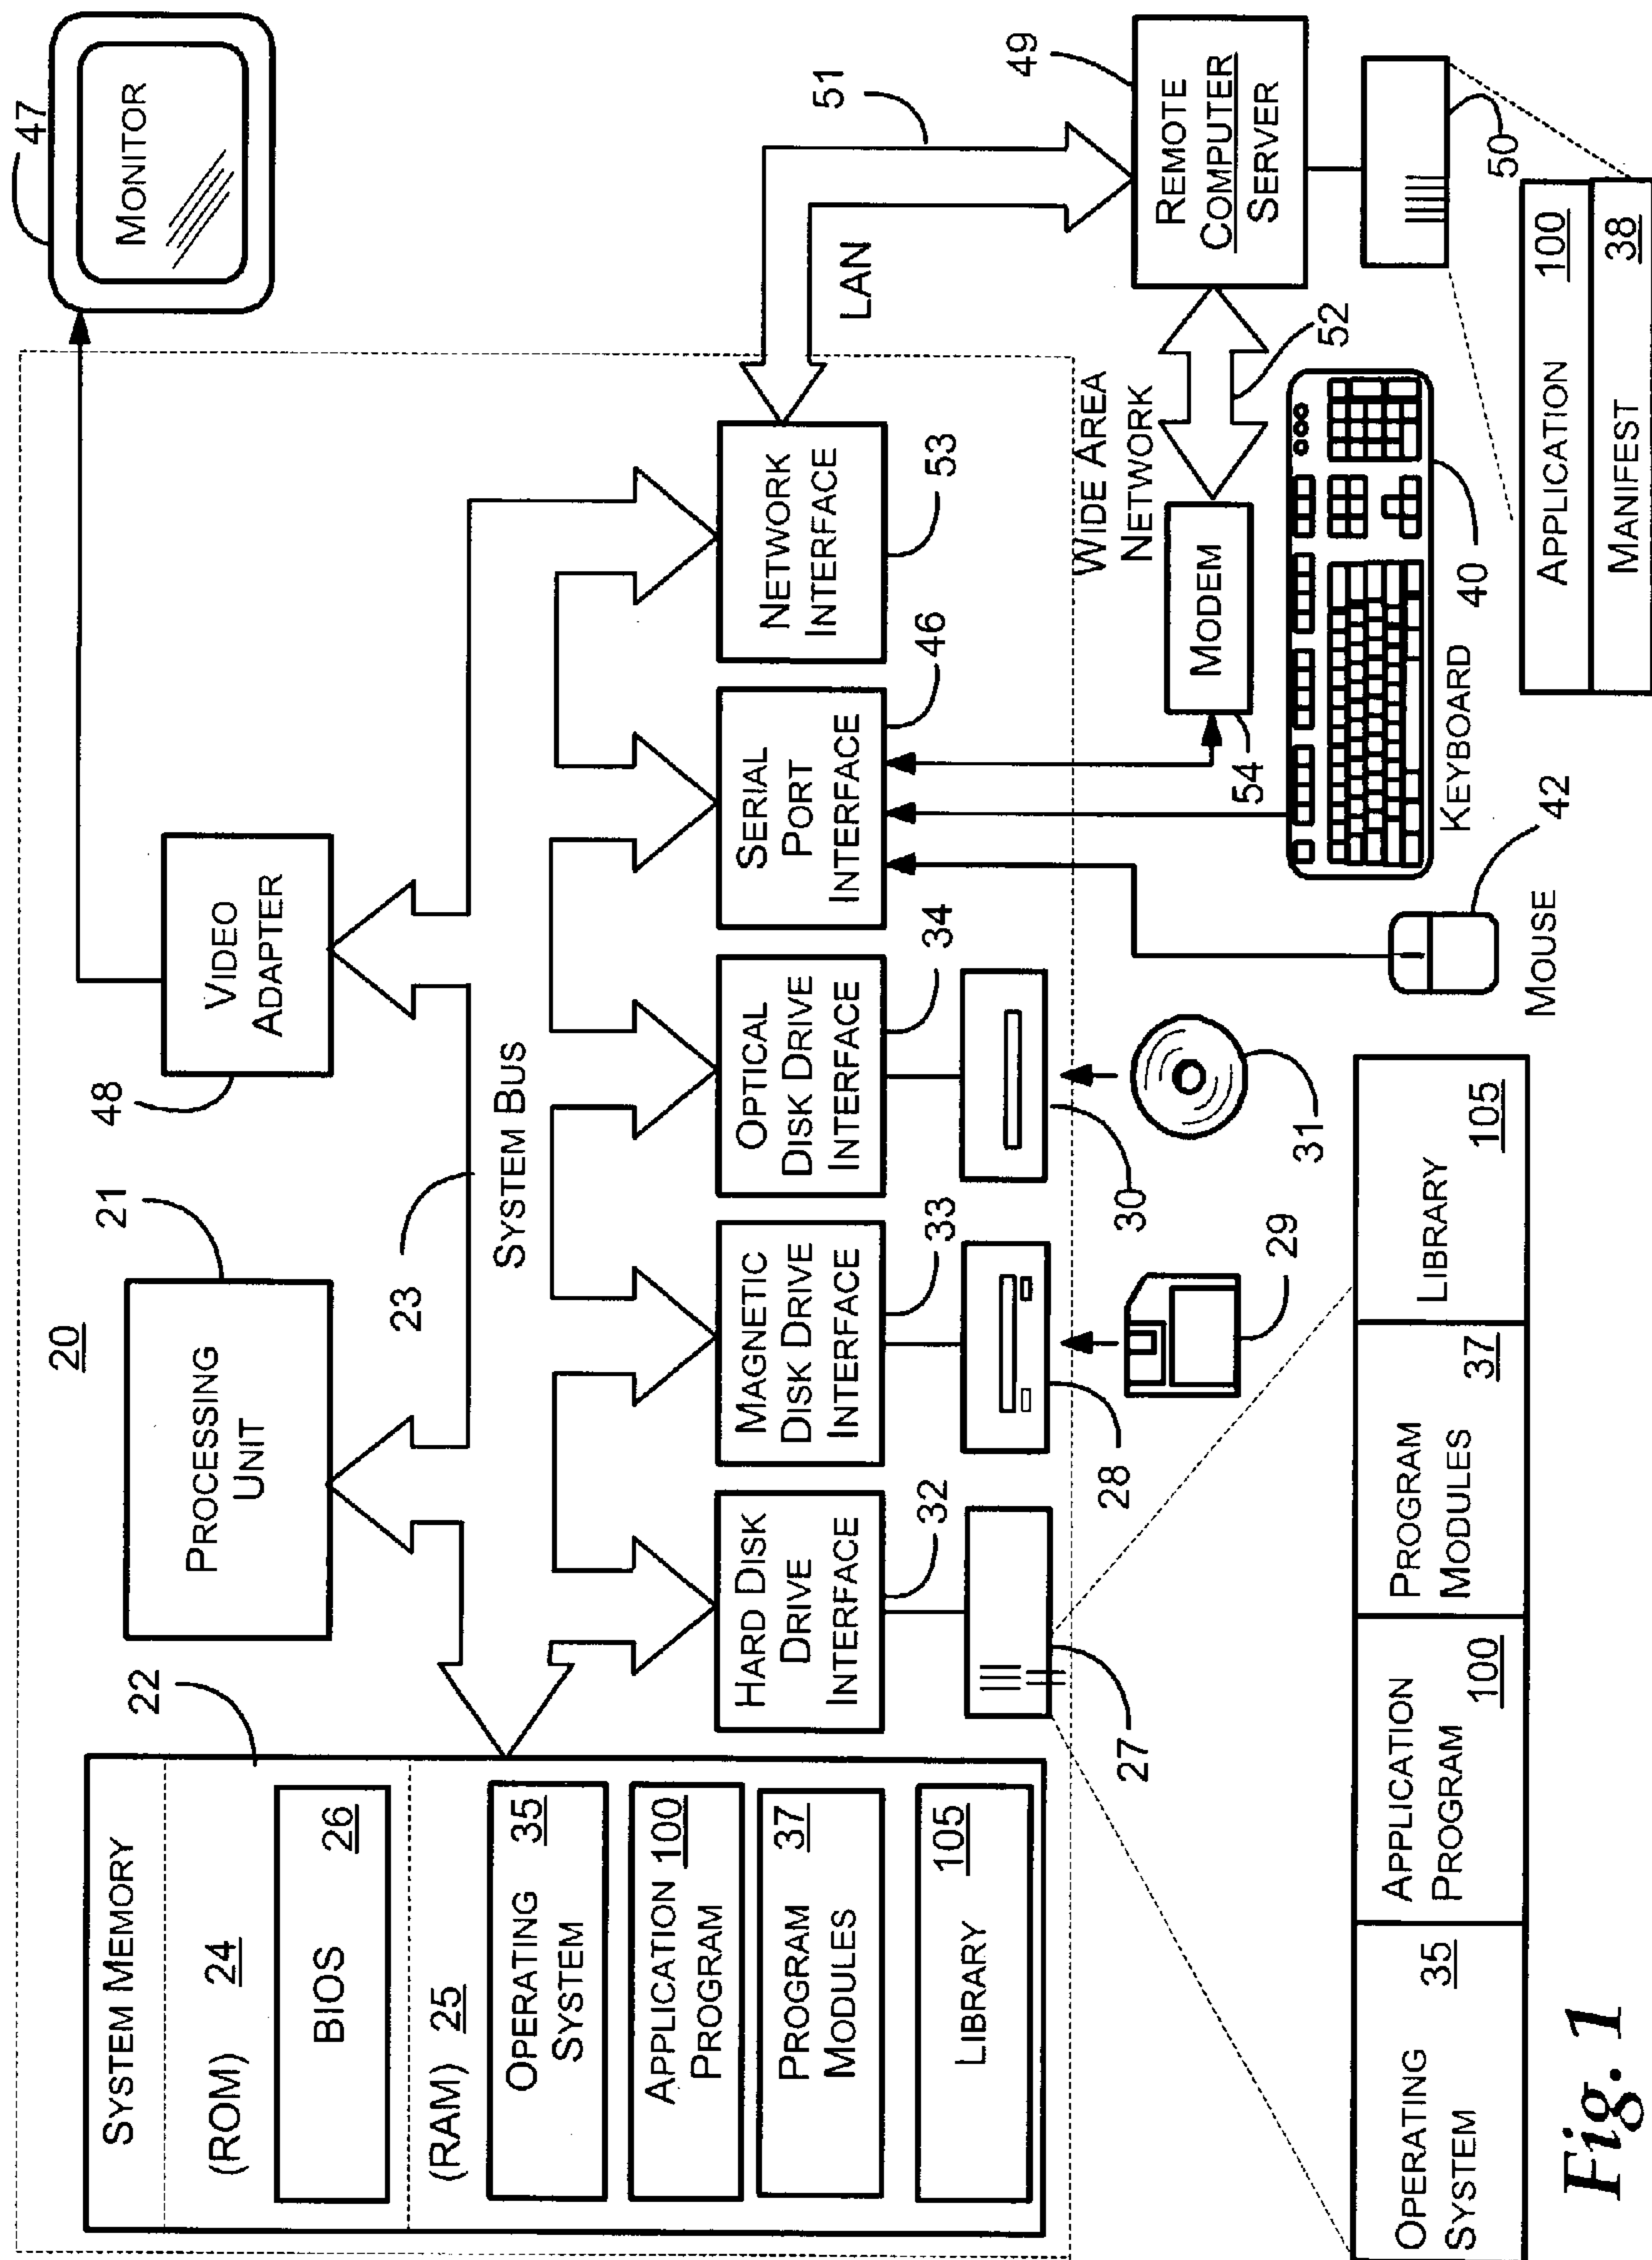 20
47
MONITOR
SYSTEM MEMORY
22
(ROM) 24
BIOS 26
(RAM) 25
OPERATING 35
SYSTEM
APPLICATION 100
PROGRAM
PROGRAM 37
MODULES
LIBRARY 105
21
PROCESSING
UNIT
48
VIDEO
ADAPTER
23
SYSTEM BUS
HARD DISK
DRIVE
INTERFACE
32
MAGNETIC
DISK DRIVE
INTERFACE
33
OPTICAL
DISK DRIVE
INTERFACE
34
SERIAL
PORT
INTERFACE
46
NETWORK
INTERFACE
53
LAN
51
27
28
29
30
31
WIDE AREA
NETWORK
52
54
MODEM
REMOTE
COMPUTER
SERVER
49
50
KEYBOARD
40
MOUSE
42
OPERATING
SYSTEM
35
APPLICATION
PROGRAM
100
PROGRAM
MODULES
37
LIBRARY
105
APPLICATION 100
MANIFEST 38
Fig. 1